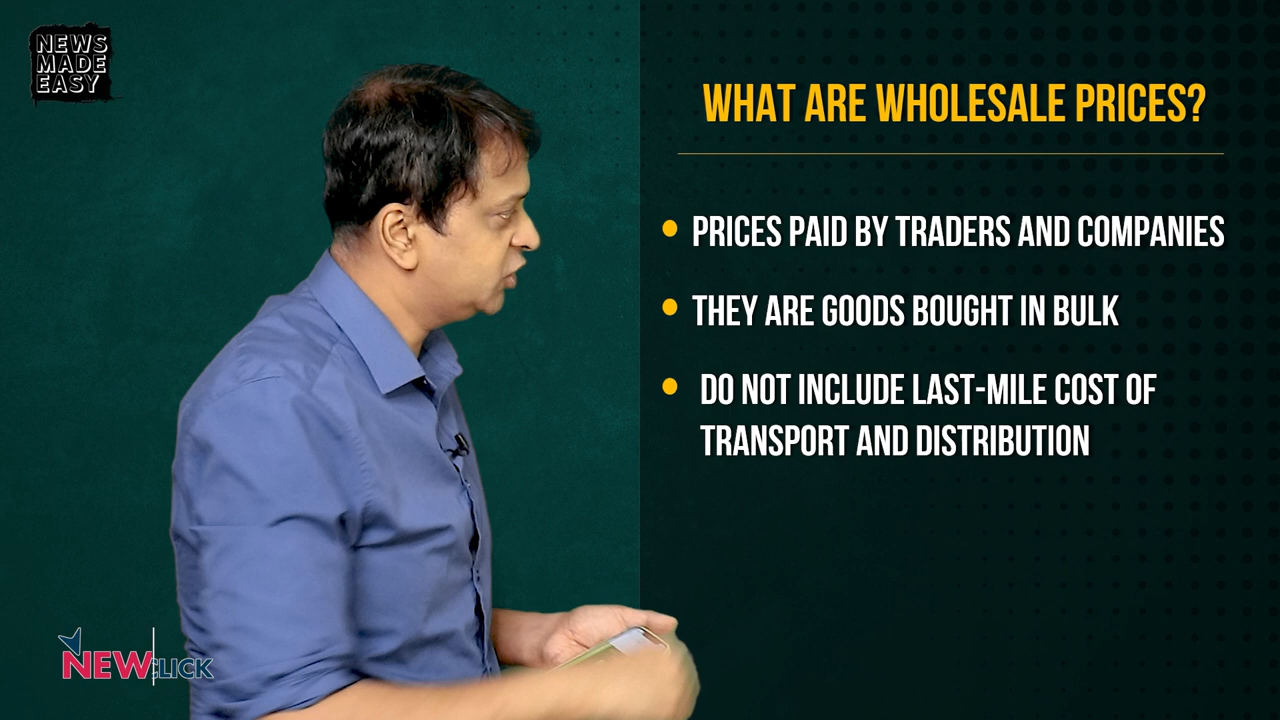 NEWS
MADE
EASY
WHAT ARE WHOLESALE PRICES?
PRICES PAID BY TRADERS AND COMPANIES
THEY ARE GOODS BOUGHT IN BULK
DO NOT INCLUDE LAST-MILE COST OF
TRANSPORT AND DISTRIBUTION
NEWSCLICK